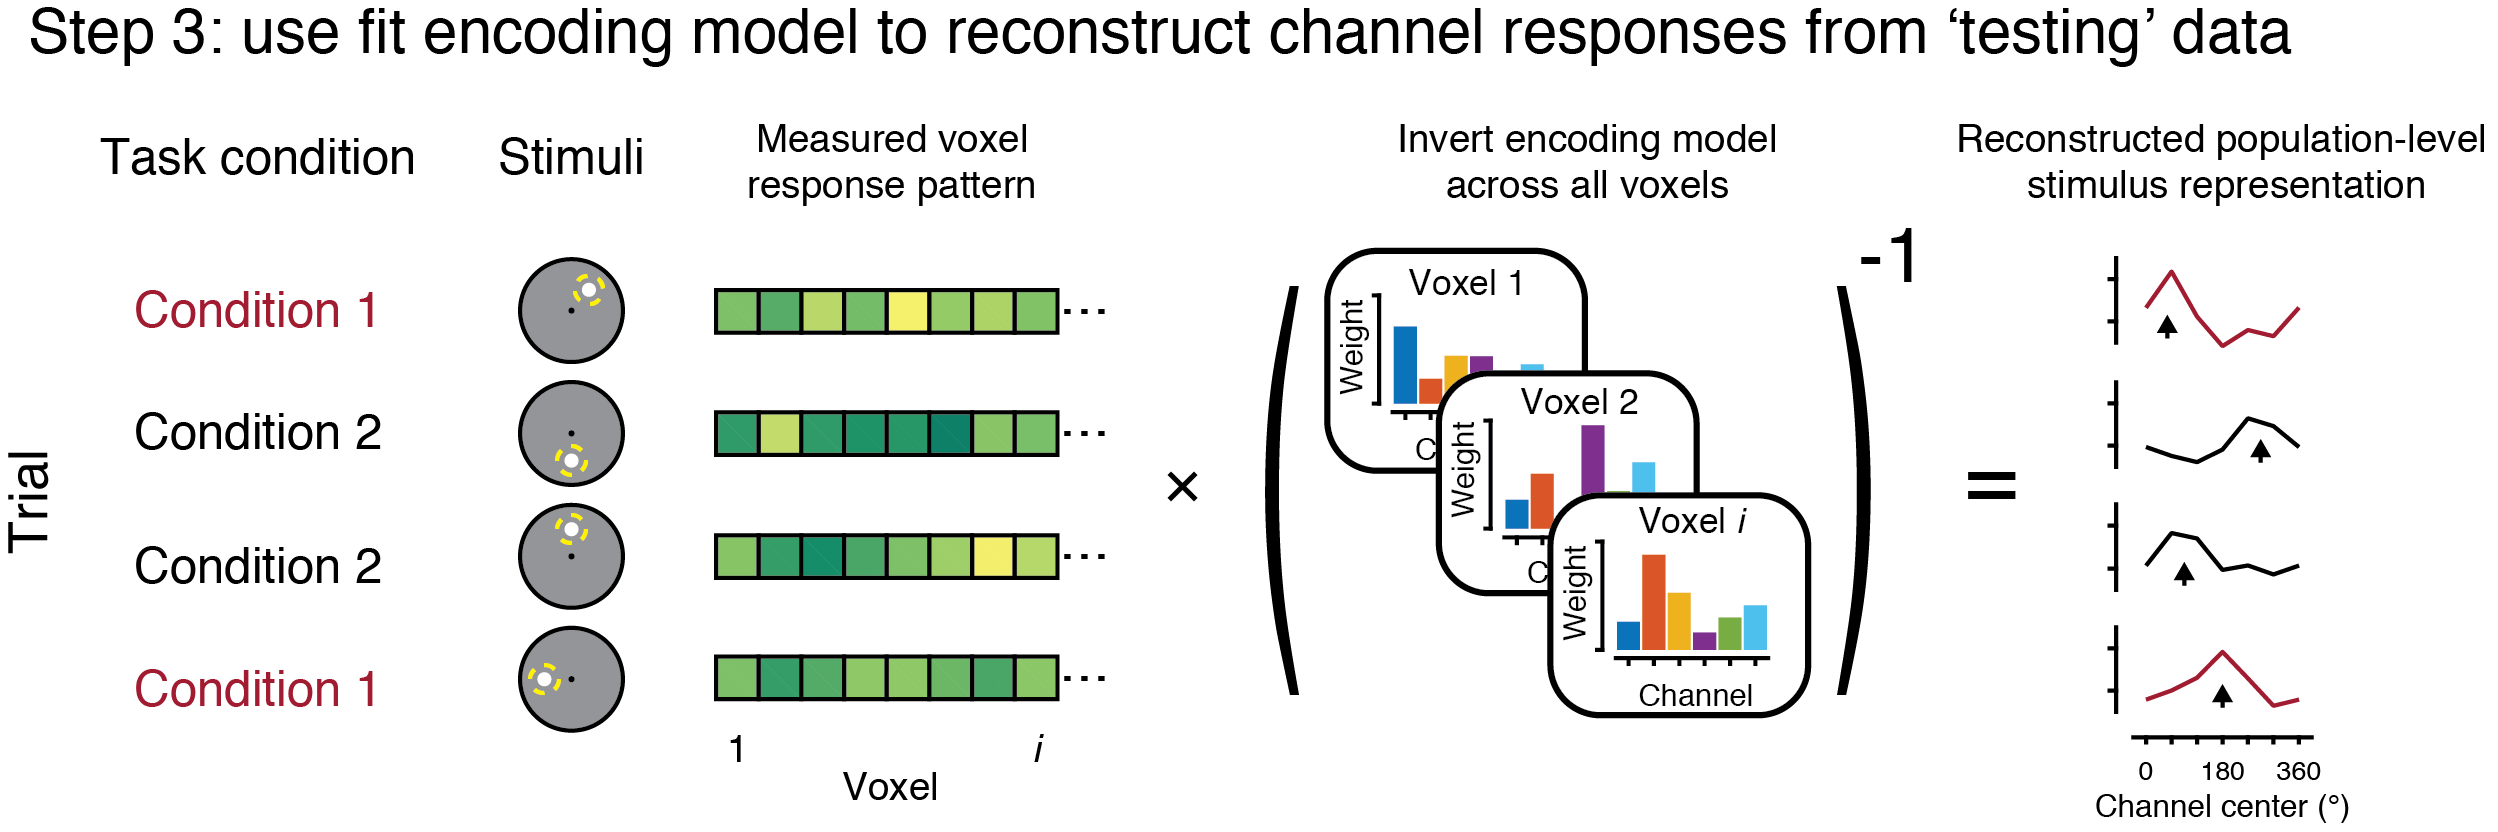 Step 3: use fit encoding model to reconstruct channel responses from ‘testing’ data
Task condition
Stimuli
Measured voxel
response pattern
Invert encoding model
across all voxels
Reconstructed population-level
stimulus representation
Trial
Condition 1
Condition 2
Condition 2
Condition 1
1
i
Voxel
×
-1
Voxel 1
Weight
C
Voxel 2
Weight
C
Voxel i
Weight
Channel
=
0 180 360
Channel center (°)